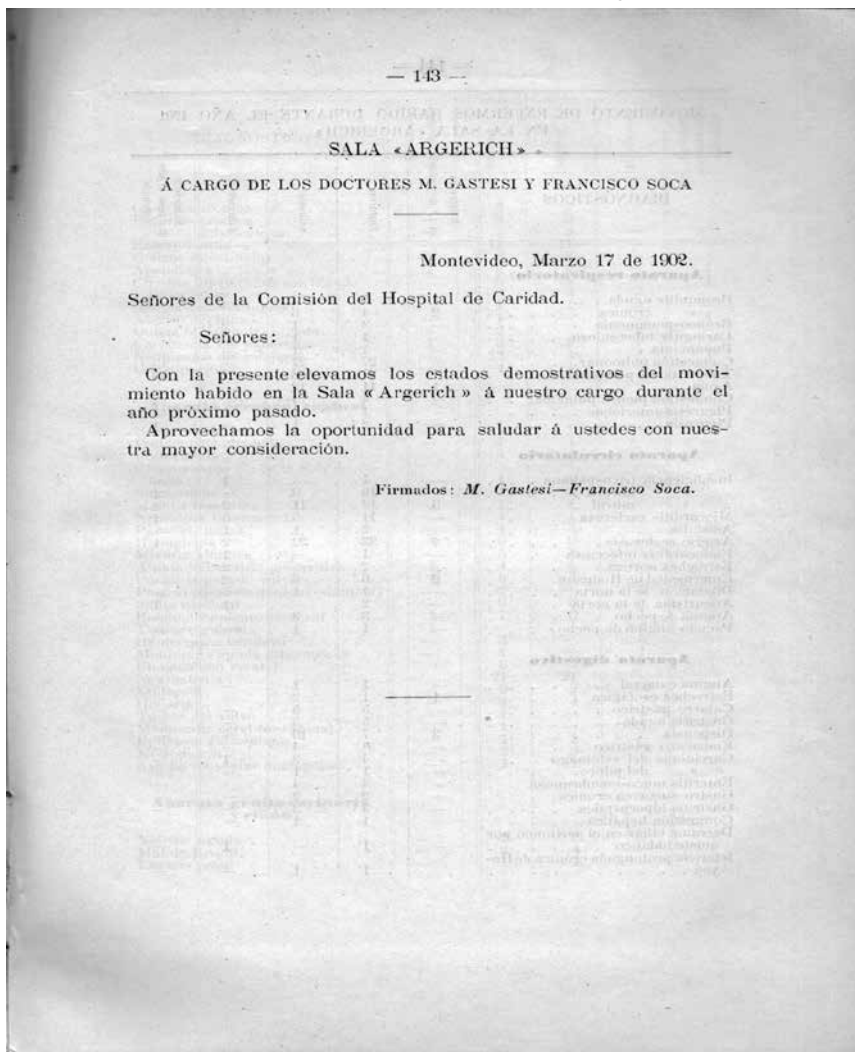 — 143 —
SALA «ARGERICH»
Á CARGO DE LOS DOCTORES M. GASTESI Y FRANCISCO SOCA
Montevideo, Marzo 17 de 1902.
Señores de la Comisión del Hospital de Caridad.
Señores:
Con la presente elevamos los estados demostrativos del movi-
miento habido en la Sala « Argerich » á nuestro cargo durante el
año próximo pasado.
Aprovechamos la oportunidad para saludar á ustedes con nues-
tra mayor consideración.
Firmados: M. Gastesi—Francisco Soca.